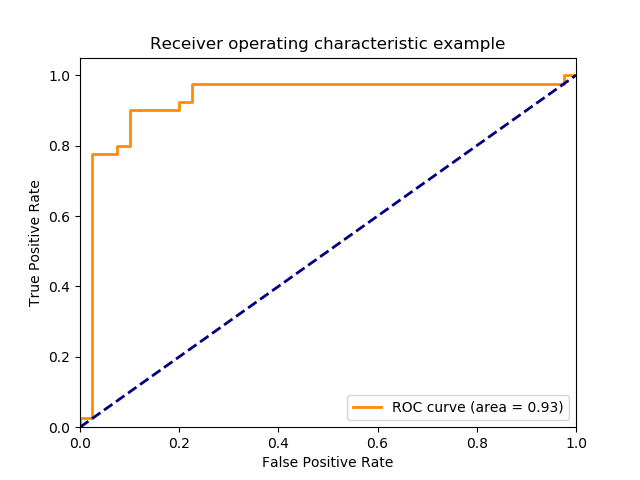 Receiver operating characteristic example
True Positive Rate
1.0
0.8
0.6
0.4
0.2
0.0
ROC curve (area = 0.93)
0.0 0.2 0.4 0.6 0.8 1.0
False Positive Rate